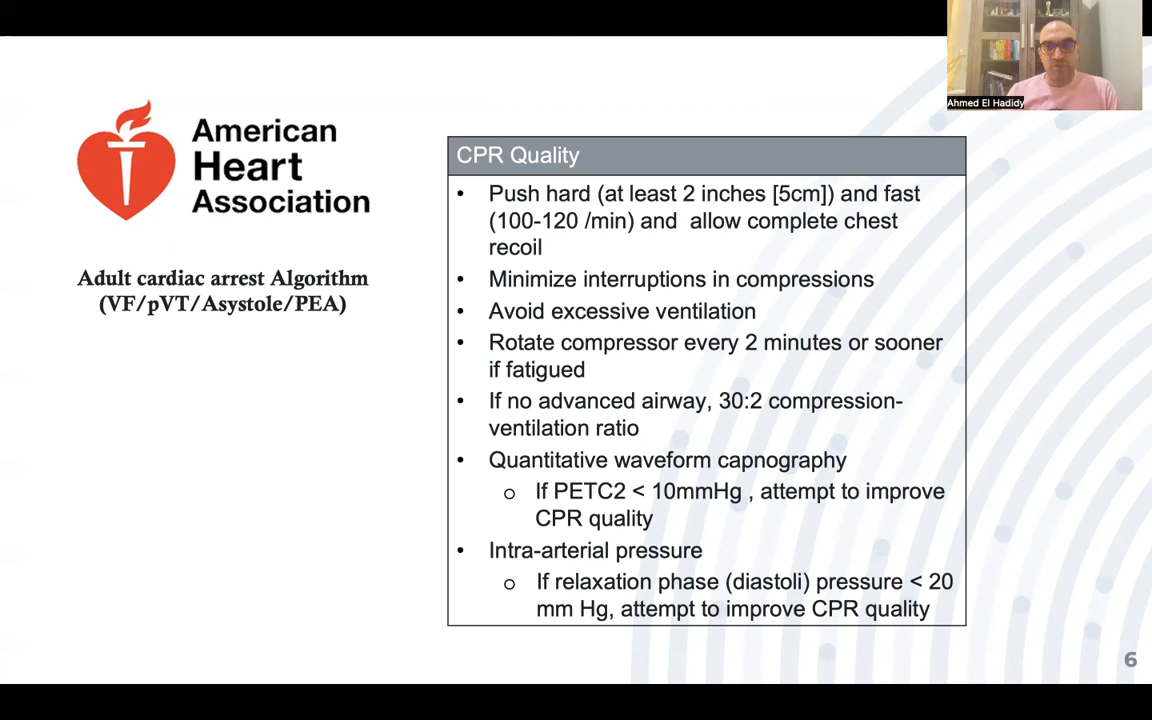 Ahmed El Hadidy
American
Heart
Association
Adult cardiac arrest Algorithm
(VF/pVT/Asystole/PEA)
CPR Quality
• Push hard (at least 2 inches [5cm]) and fast
(100-120 /min) and allow complete chest
recoil
• Minimize interruptions in compressions
• Avoid excessive ventilation
• Rotate compressor every 2 minutes or sooner
if fatigued
• If no advanced airway, 30:2 compression-
ventilation ratio
• Quantitative waveform capnography
o If PETC2 < 10mmHg , attempt to improve
CPR quality
• Intra-arterial pressure
o If relaxation phase (diastoli) pressure < 20
mm Hg, attempt to improve CPR quality
6